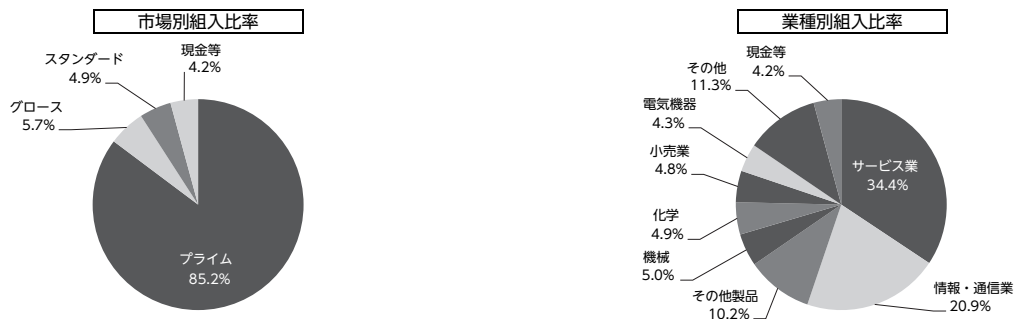 市場別組入比率
現金等
4.2%
スタンダード
4.9%
グロース
5.7%
プライム
85.2%
業種別組入比率
現金等
4.2%
その他
11.3%
電気機器
4.3%
小売業
4.8%
化学
4.9%
機械
5.0%
その他製品
10.2%
サービス業
34.4%
情報・通信業
20.9%